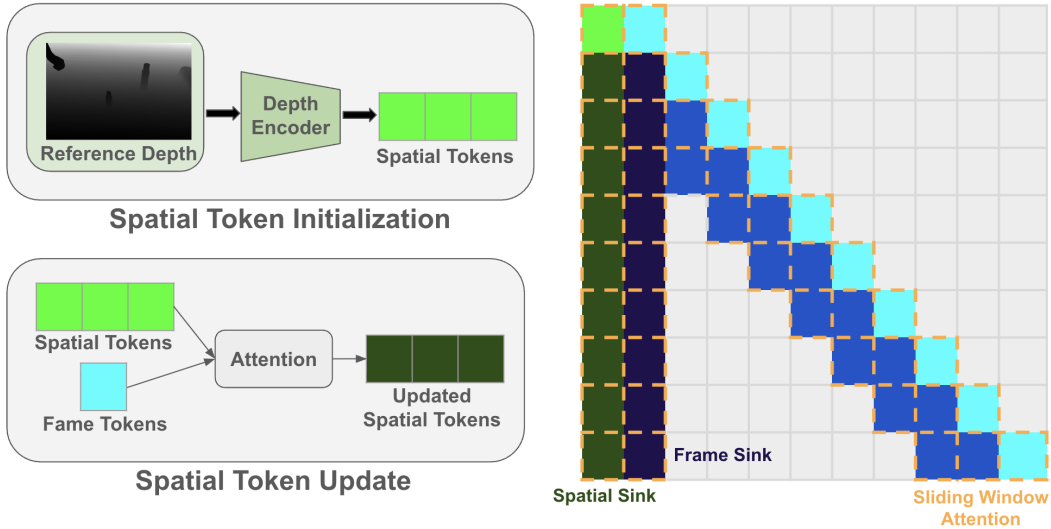 Reference Depth
Depth
Encoder
Spatial Tokens
Spatial Token Initialization
Spatial Tokens
Fame Tokens
Attention
Updated
Spatial Tokens
Spatial Token Update
Frame Sink
Spatial Sink
Sliding Window
Attention